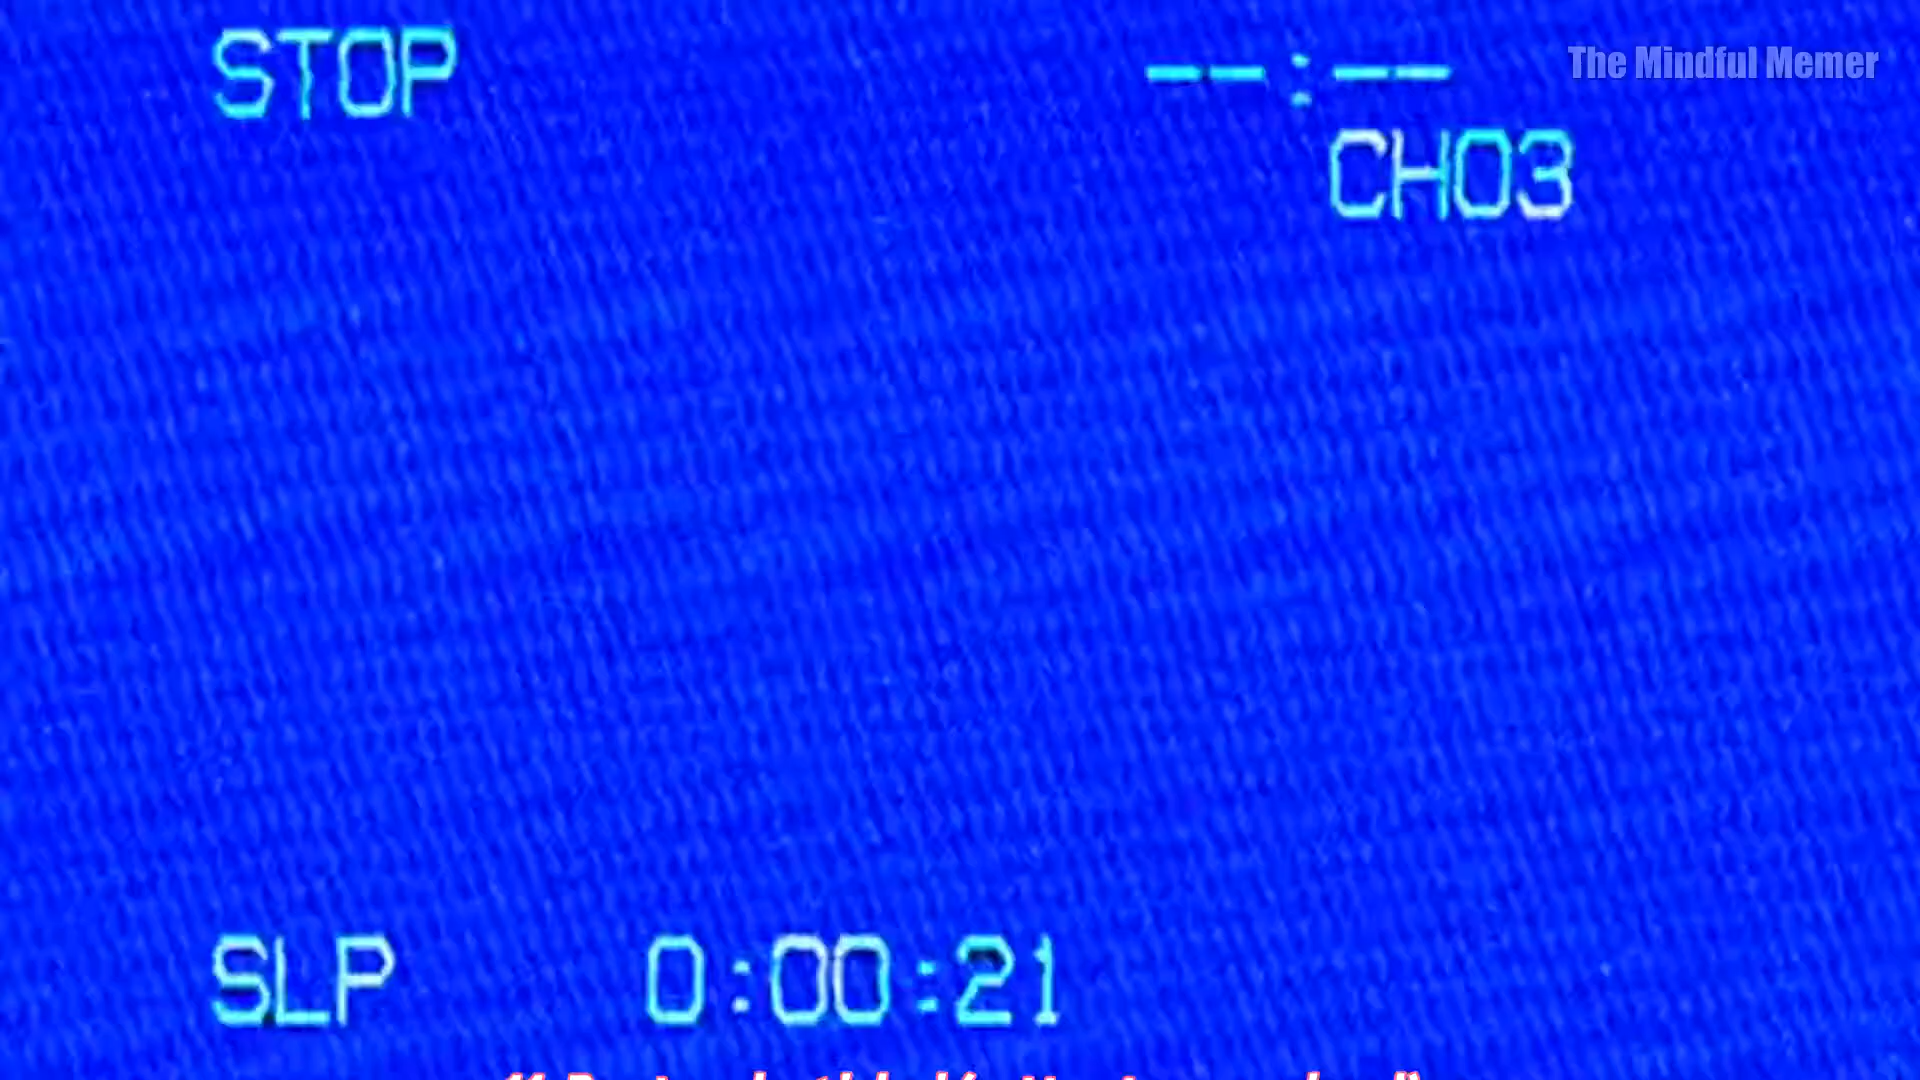 STOP
--:--
The Mindful Memer
CH03
SLP 0:00:21